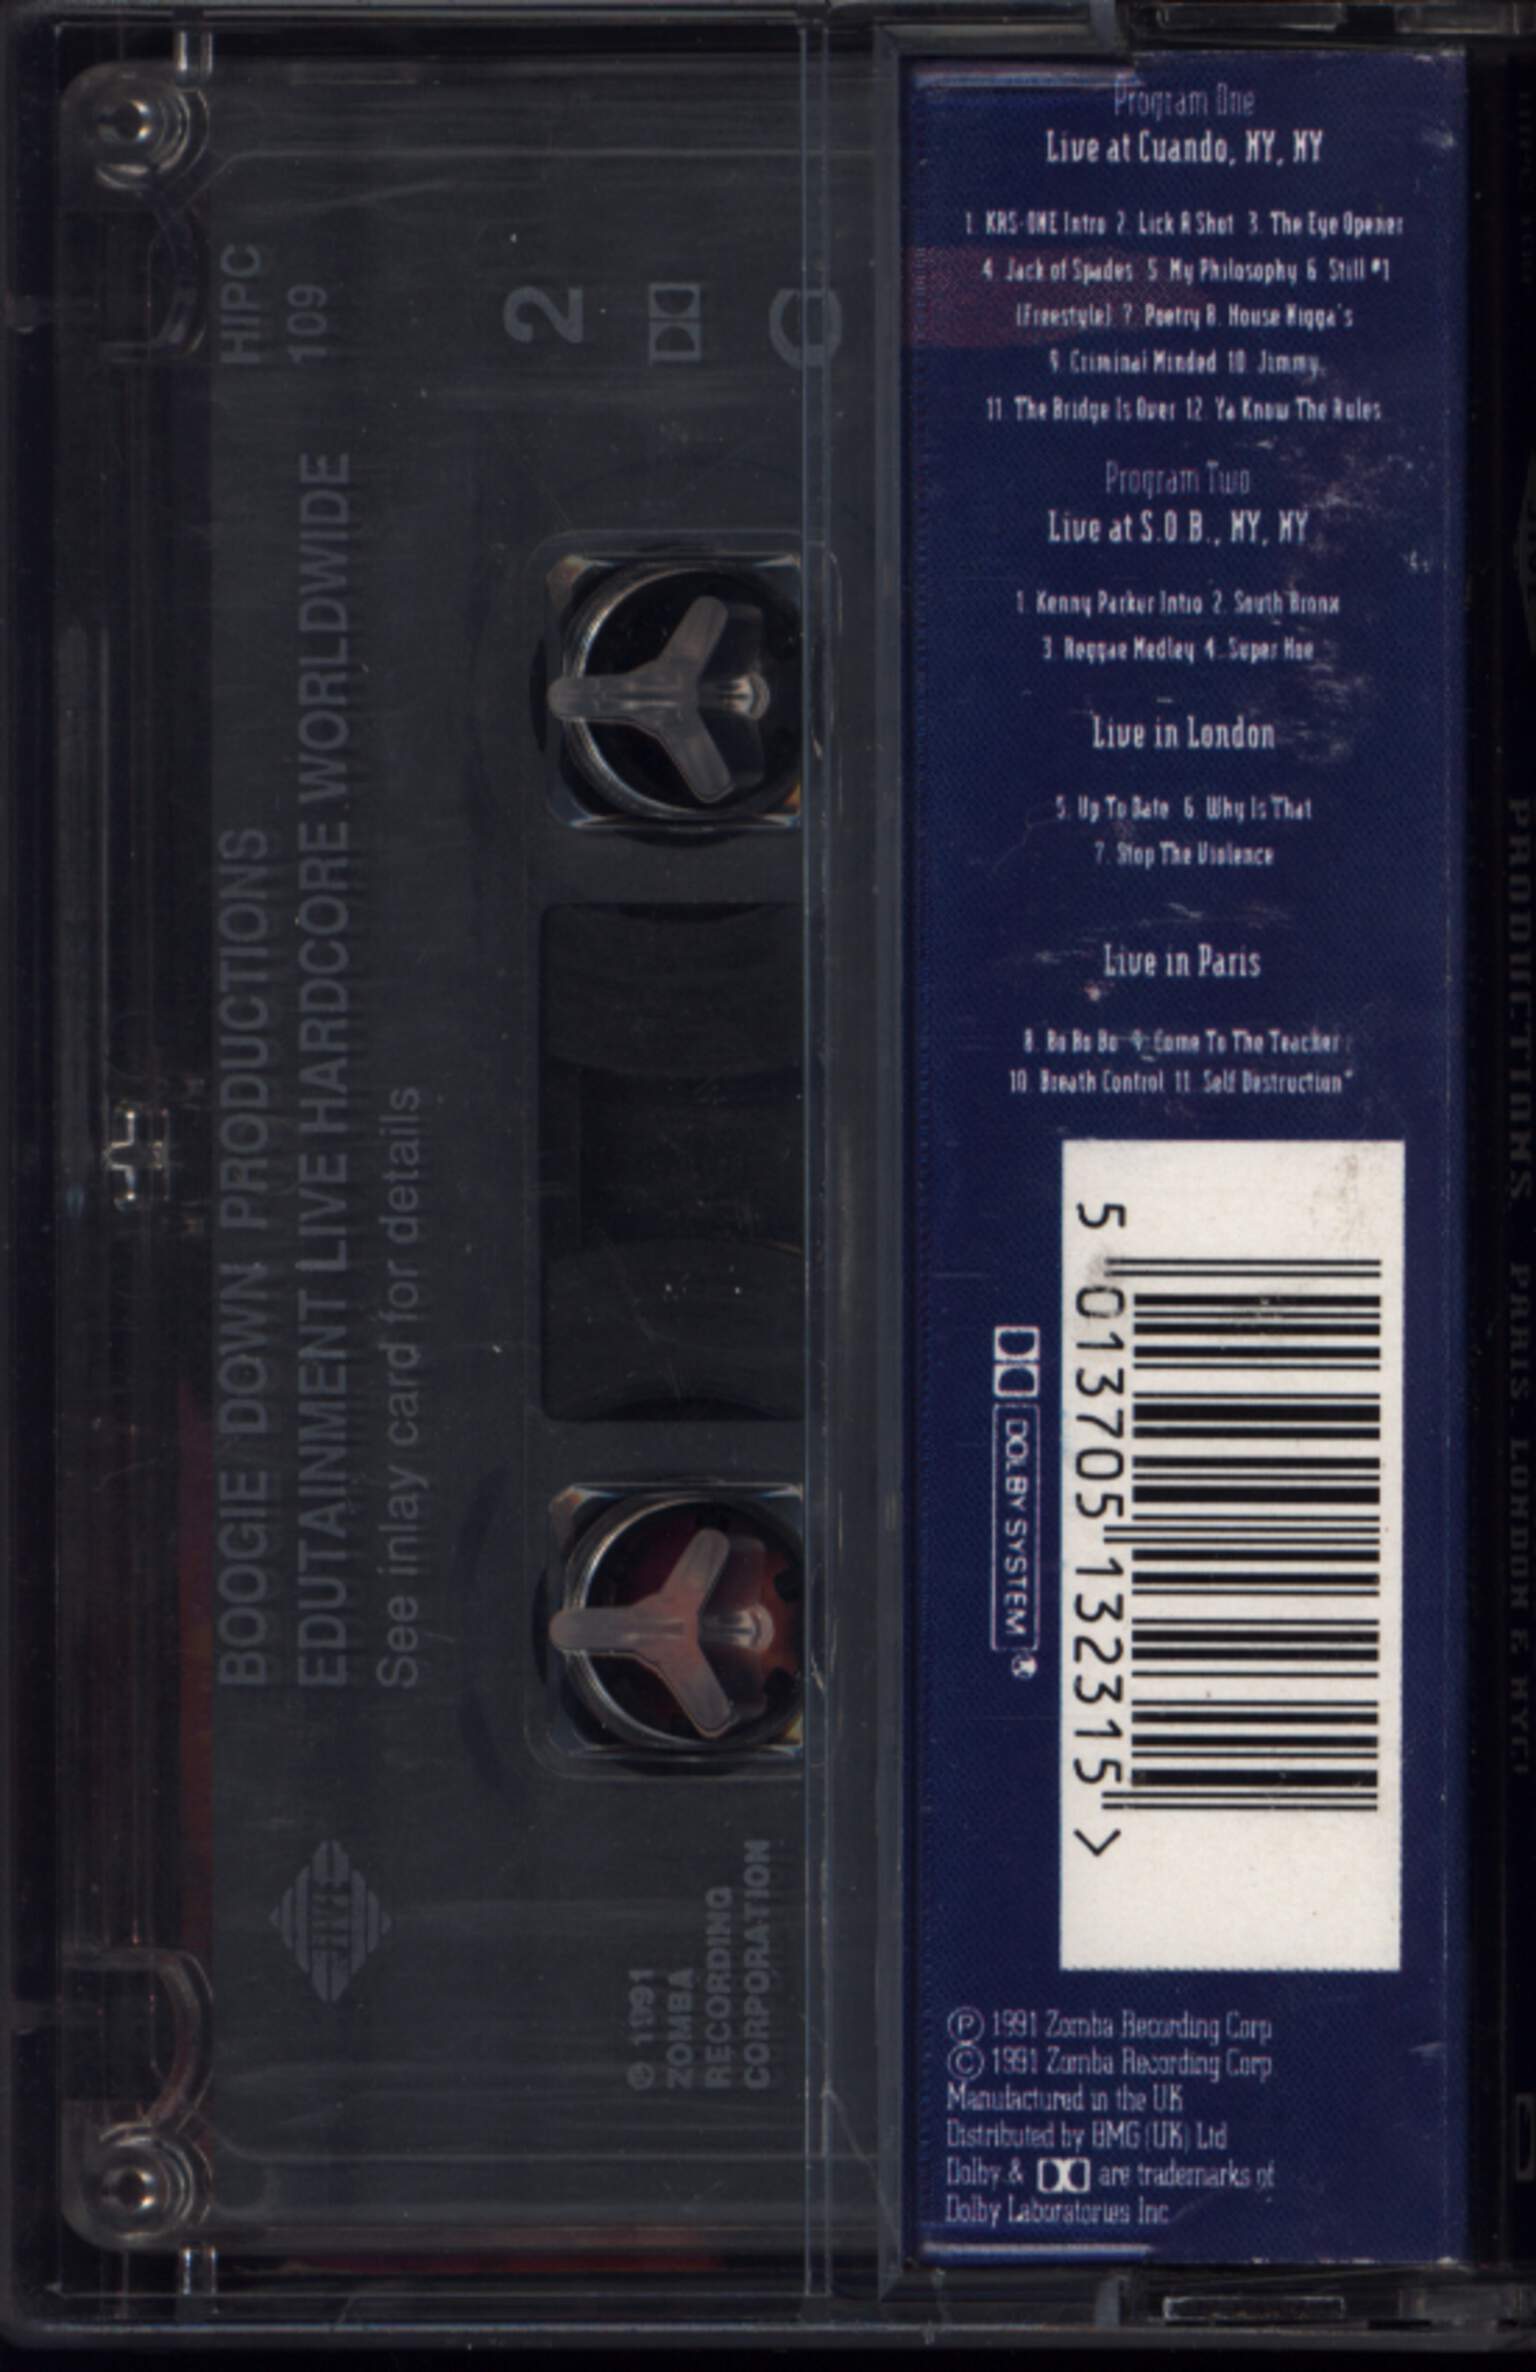 BOOGIE DOWN PRODUCTIONS
EDUTAINMENT LIVE HARDCORE WORLDWIDE
See inlay card for details
HIPC
109
2
℗ 1991
ZOMBA
RECORDING
CORPORATION
Program One
Live at Cuando, NY, NY
1. KRS-ONE Intro 2. Lick A Shot 3. The Eye Opener
4. Jack of Spades 5. My Philosophy 6. Still #1
(Freestyle) 7. Poetry 8. House Nigga's
9. Criminal Minded 10. Jimmy
11. The Bridge Is Over 12. Ya Know The Rules
Program Two
Live at S.O.B., NY, NY
1. Kenny Parker Intro 2. South Bronx
3. Reggae Medley 4. Super Hoe
Live in London
5. Up To Date 6. Why Is That
7. Stop The Violence
Live in Paris
8. Bo Bo Bo 9. Come To The Teacher
10. Breath Control 11. Self Destruction*
DOLBY SYSTEM ®
5 013705 132315 >
℗ 1991 Zomba Recording Corp
© 1991 Zomba Recording Corp
Manufactured in the UK
Distributed by BMG (UK) Ltd
Dolby & are trademarks of
Dolby Laboratories Inc